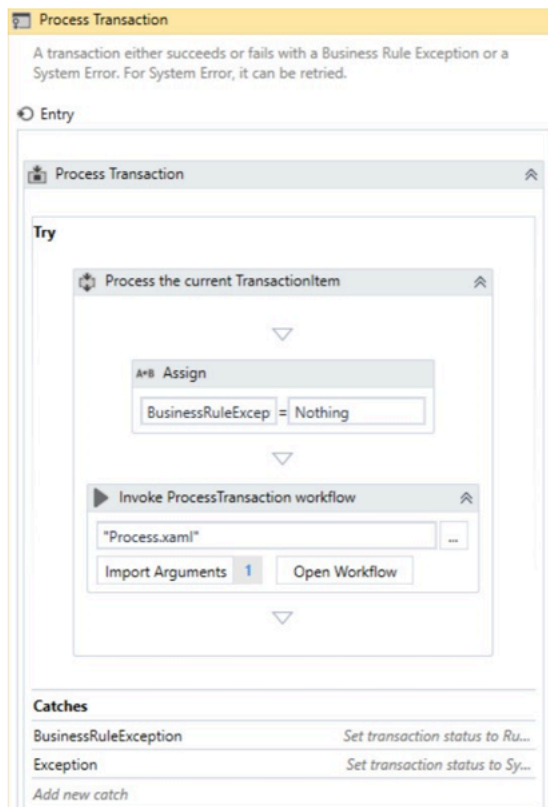 Process Transaction
A transaction either succeeds or fails with a Business Rule Exception or a
System Error. For System Error, it can be retried.
Entry
Process Transaction
Try
Process the current TransactionItem
A+B Assign
BusinessRuleExcep = Nothing
Invoke ProcessTransaction workflow
"Process.xaml" ...
Import Arguments 1 Open Workflow
Catches
BusinessRuleException Set transaction status to Ru...
Exception Set transaction status to Sy...
Add new catch